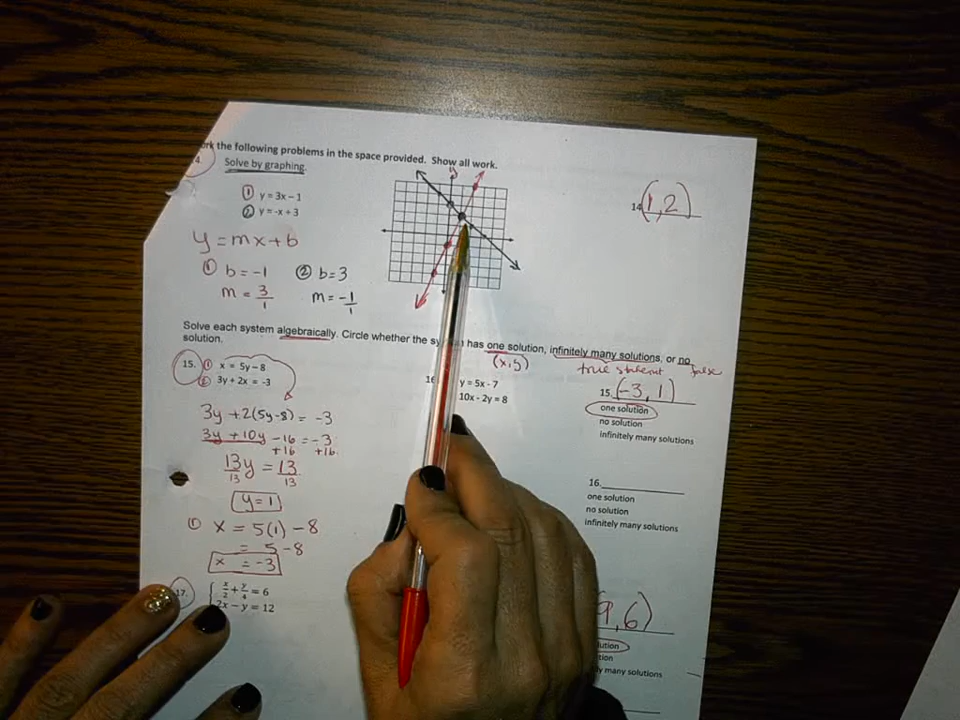 the following problems in the space provided. Show all work.
Solve by graphing.
① y = 3x – 1
② y = -x + 3
y = mx + b
① b = -1 ② b = 3
m = 3/1 m = -1/1
y
14. (1, 2)
Solve each system algebraically. Circle whether the has one solution, infinitely many solutions, or no
solution.
(x, y) true statement false
15. ① x = 5y – 8
② 3y + 2x = –3
3y + 2(5y - 8) = -3
3y + 10y - 16 = -3
+16 +16
13y = 13
13 13
y = 1
① x = 5(1) - 8
= 5 - 8
x = -3
y = 5x - 7
10x - 2y = 8
15. (-3, 1)
one solution
no solution
infinitely many solutions
16.
one solution
no solution
infinitely many solutions
17. x/2 + y/4 = 6
2x – y = 12
(9, 6)
many solutions